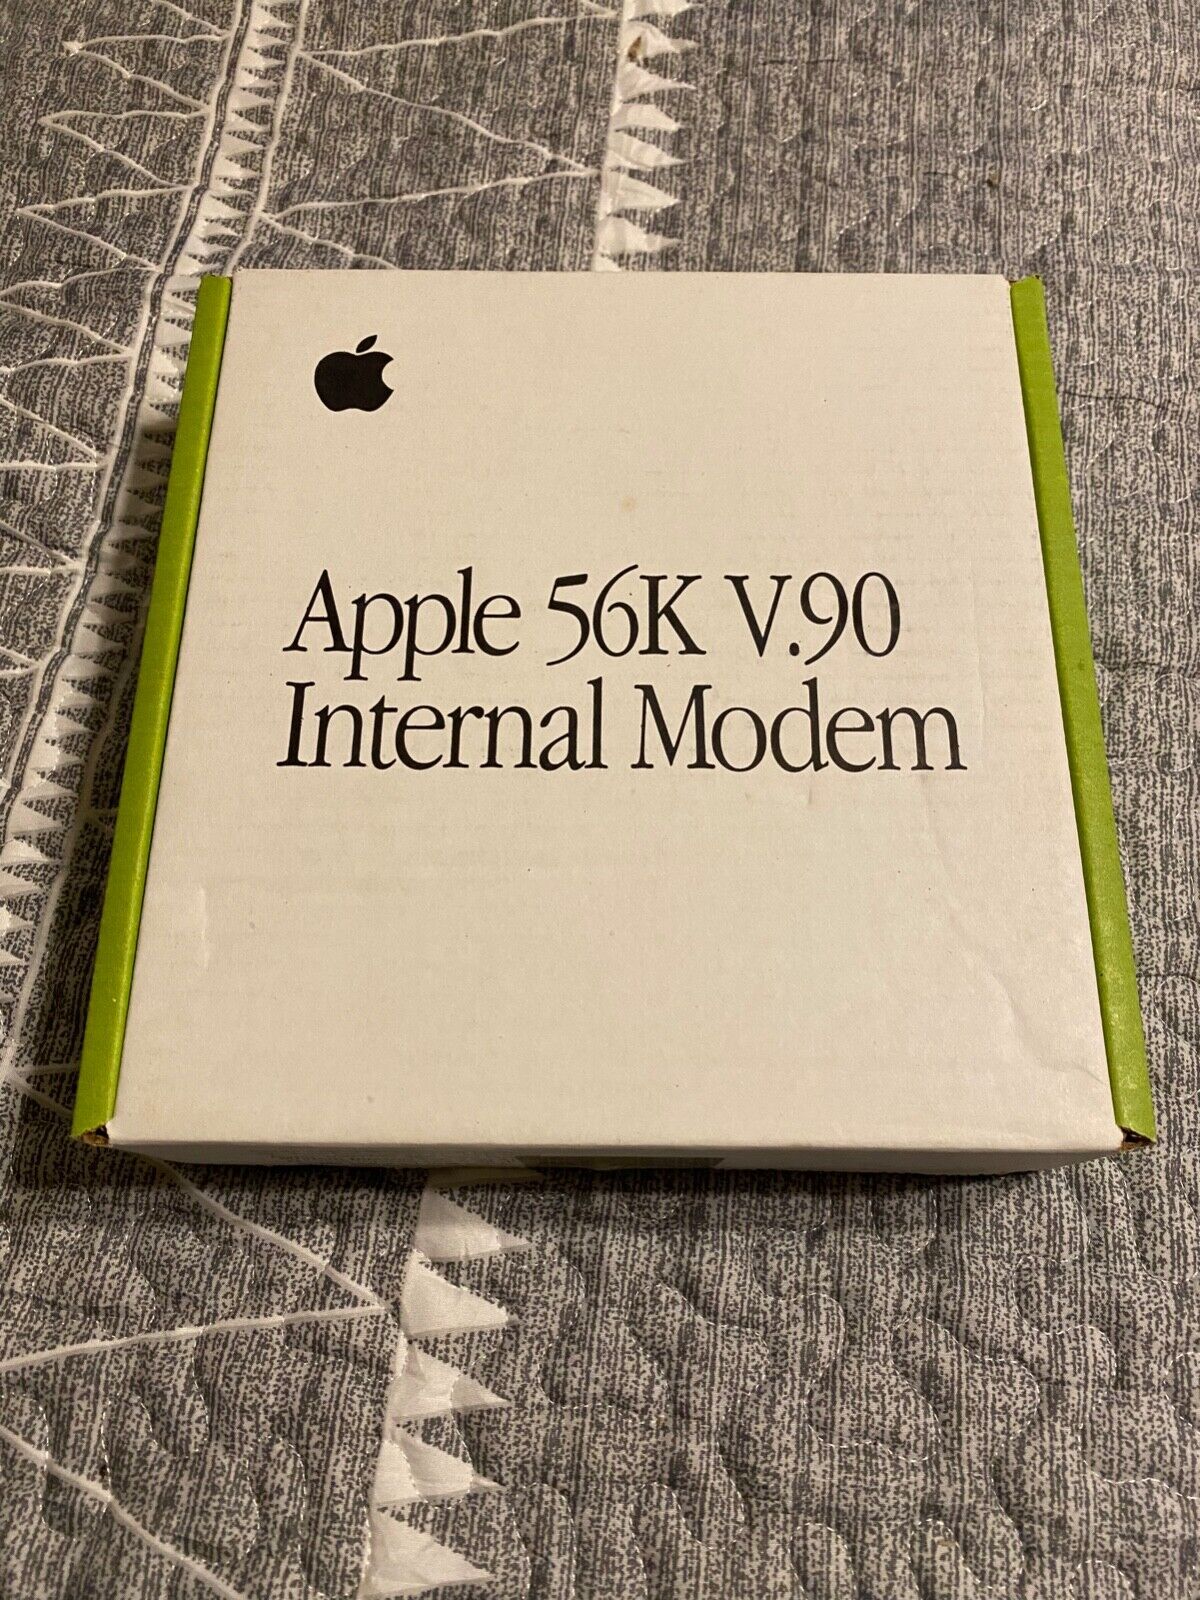 Apple 56K V.90
Internal Modem